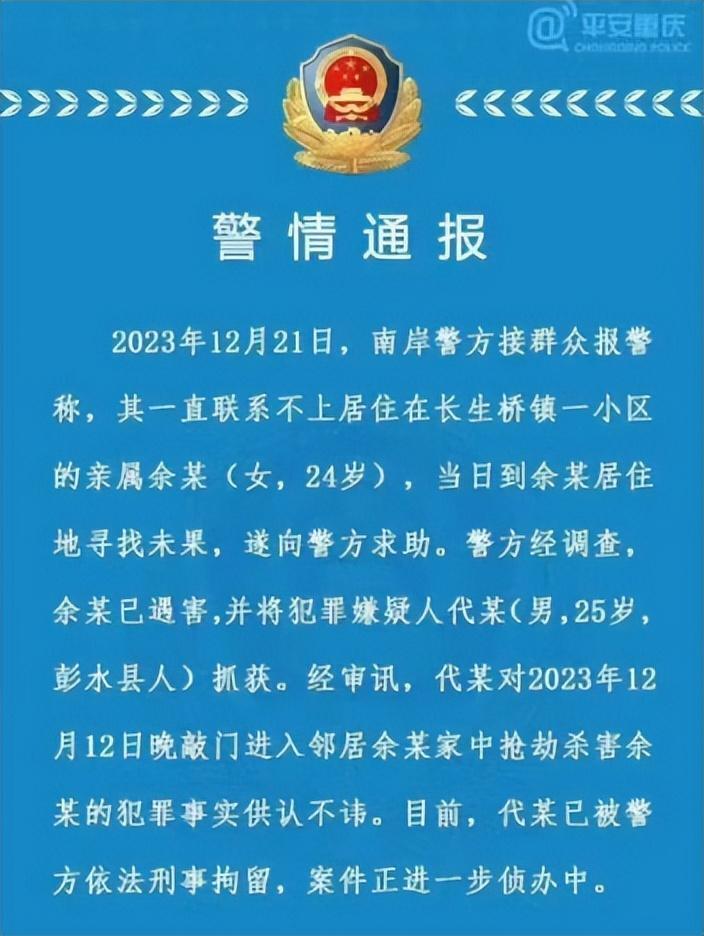 @平安重庆
CHONGQING POLICE
警情通报
2023年12月21日，南岸警方接群众报警
称，其一直联系不上居住在长生桥镇一小区
的亲属余某（女，24岁），当日到余某居住
地寻找未果，遂向警方求助。警方经调查，
余某已遇害，并将犯罪嫌疑人代某（男，25岁，
彭水县人）抓获。经审讯，代某对2023年12
月12日晚敲门进入邻居余某家中抢劫杀害余
某的犯罪事实供认不讳。目前，代某已被警
方依法刑事拘留，案件正进一步侦办中。